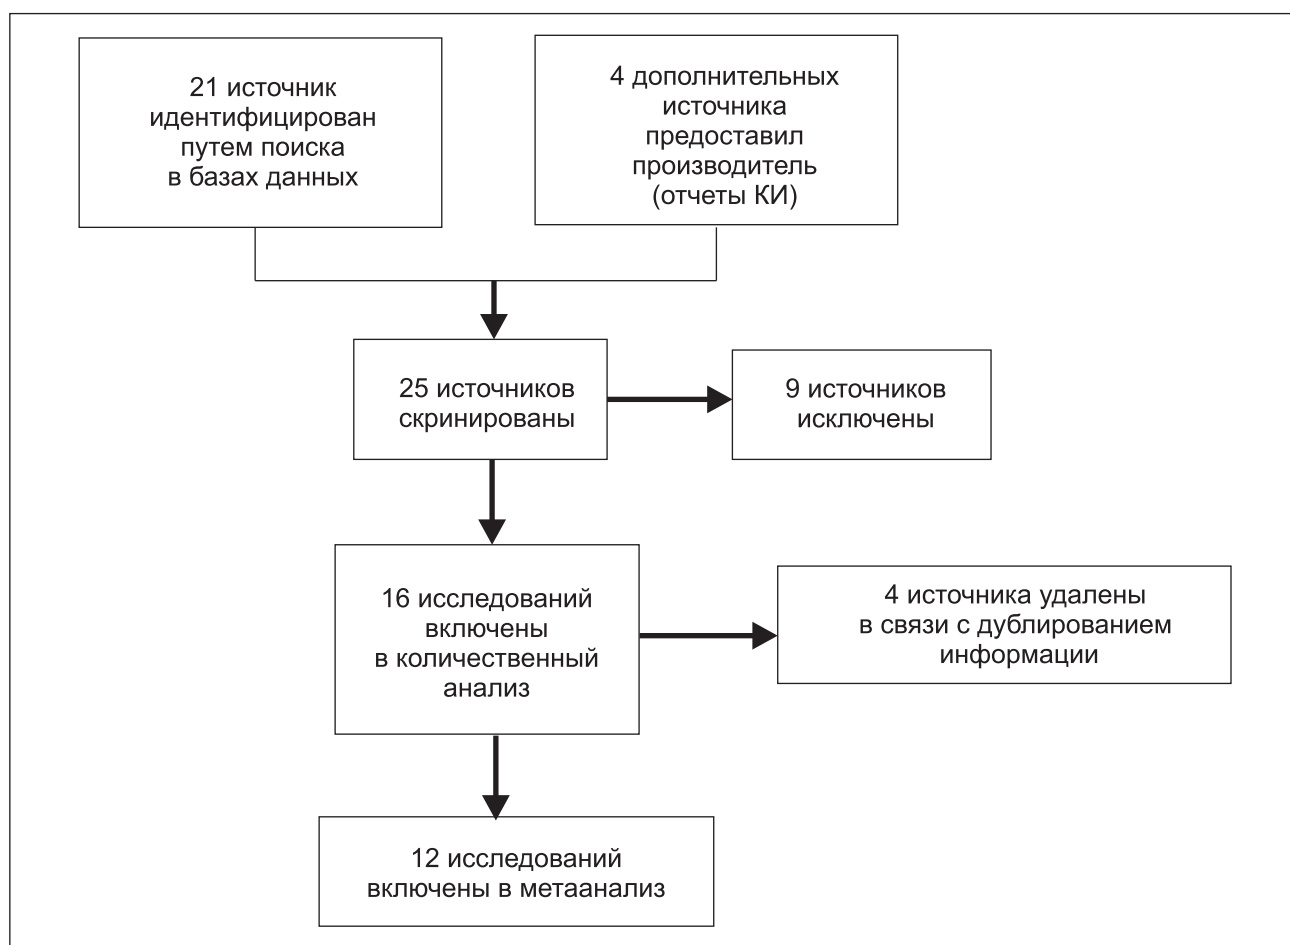 21 источник
идентифицирован
путем поиска
в базах данных
4 дополнительных
источника
предоставил
производитель
(отчеты КИ)
25 источников
скринированы
9 источников
исключены
16 исследований
включены
в количественный
анализ
4 источника удалены
в связи с дублированием
информации
12 исследований
включены в метаанализ